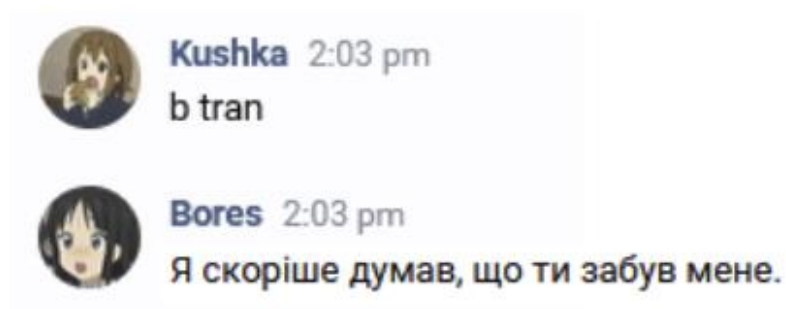 Kushka 2:03 pm
b tran
Bores 2:03 pm
Я скоріше думав, що ти забув мене.